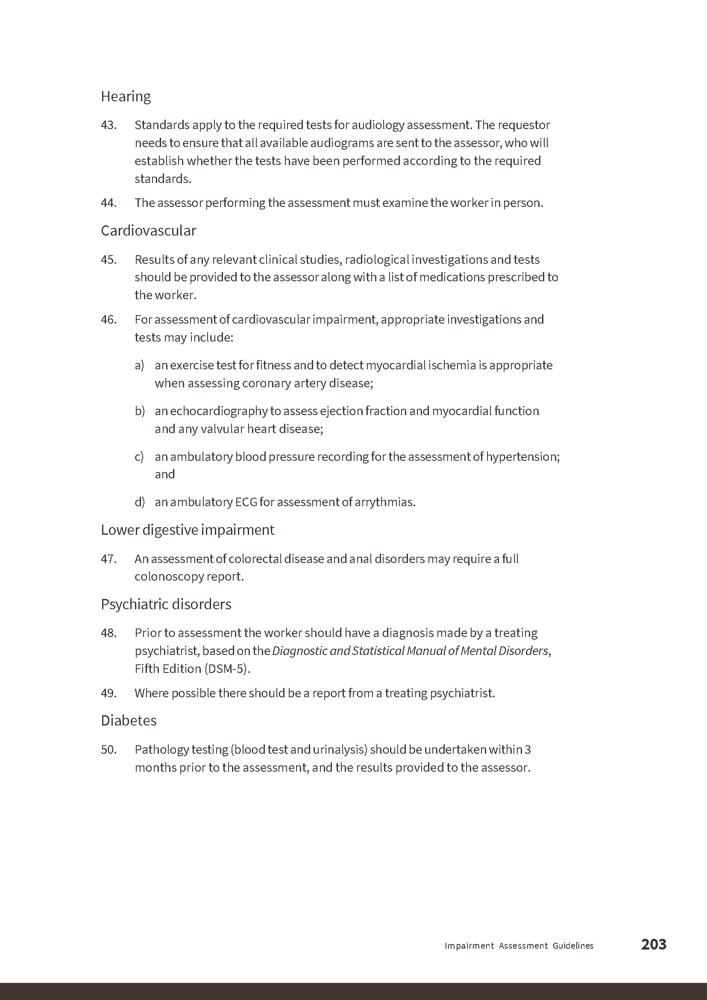 Hearing
43. Standards apply to the required tests for audiology assessment. The requestor
needs to ensure that all available audiograms are sent to the assessor, who will
establish whether the tests have been performed according to the required
standards.
44. The assessor performing the assessment must examine the worker in person.
Cardiovascular
45. Results of any relevant clinical studies, radiological investigations and tests
should be provided to the assessor along with a list of medications prescribed to
the worker.
46. For assessment of cardiovascular impairment, appropriate investigations and
tests may include:
a) an exercise test for fitness and to detect myocardial ischemia is appropriate
when assessing coronary artery disease;
b) an echocardiography to assess ejection fraction and myocardial function
and any valvular heart disease;
c) an ambulatory blood pressure recording for the assessment of hypertension;
and
d) an ambulatory ECG for assessment of arrythmias.
Lower digestive impairment
47. An assessment of colorectal disease and anal disorders may require a full
colonoscopy report.
Psychiatric disorders
48. Prior to assessment the worker should have a diagnosis made by a treating
psychiatrist, based on the Diagnostic and Statistical Manual of Mental Disorders,
Fifth Edition (DSM-5).
49. Where possible there should be a report from a treating psychiatrist.
Diabetes
50. Pathology testing (blood test and urinalysis) should be undertaken within 3
months prior to the assessment, and the results provided to the assessor.
Impairment Assessment Guidelines 203